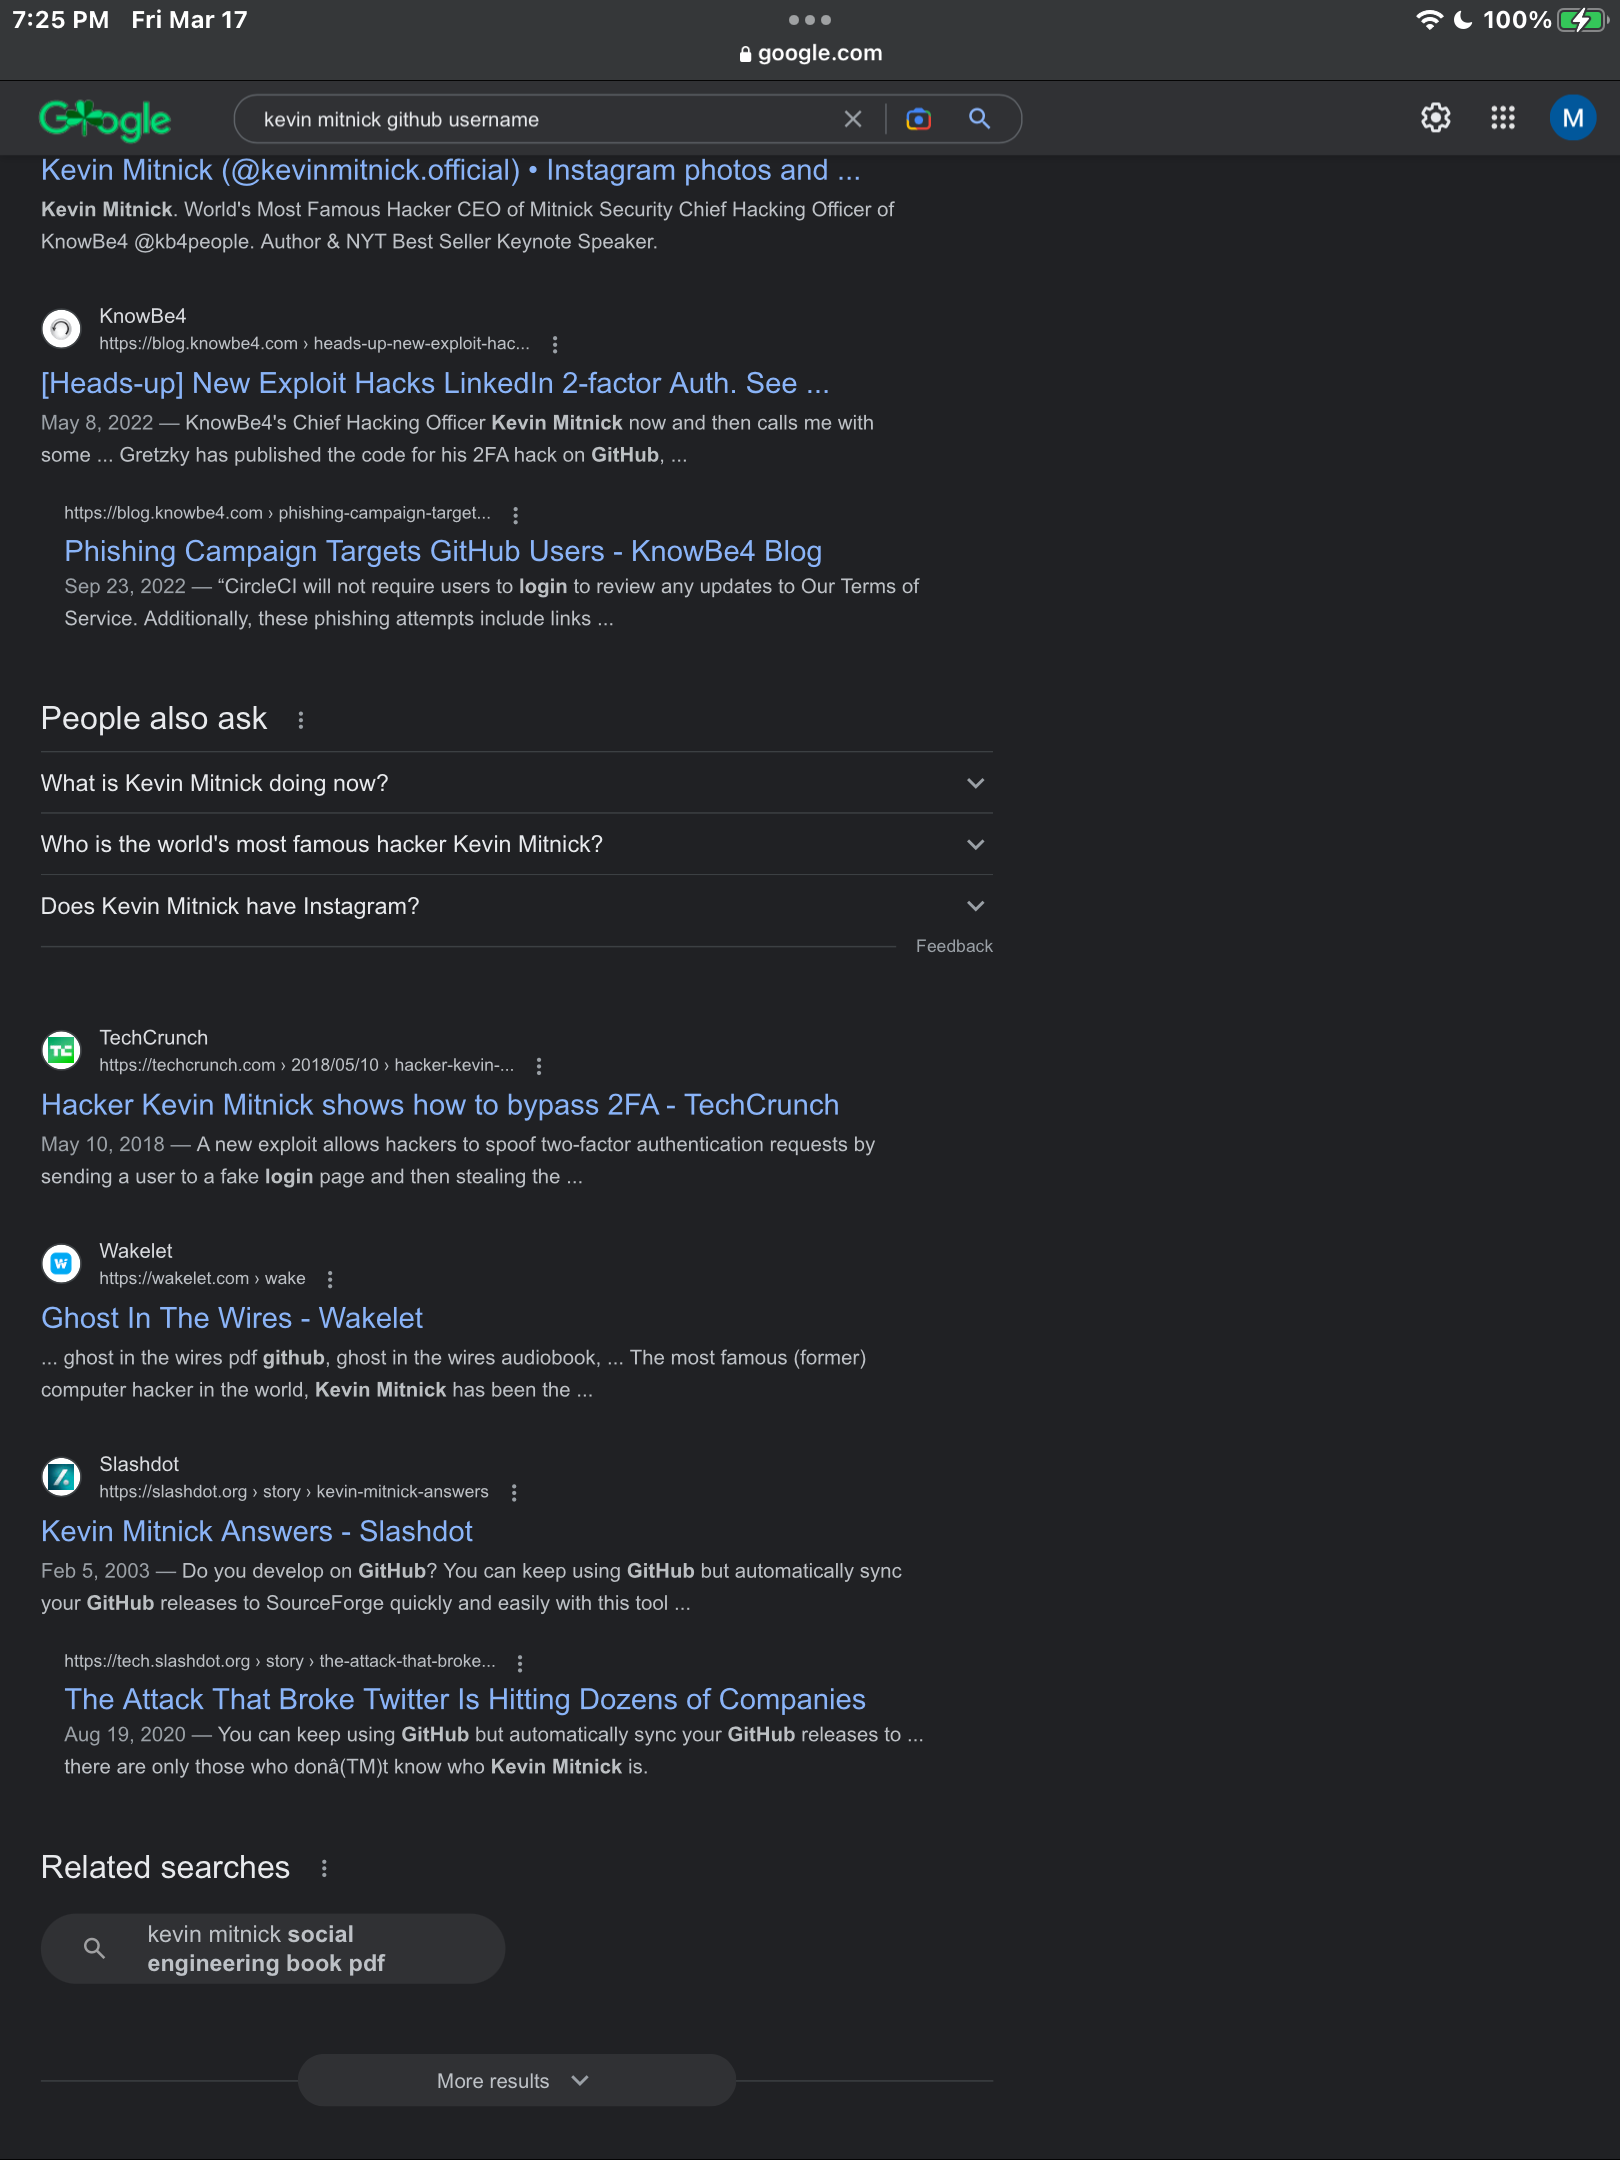 7:25 PM Fri Mar 17
100%
google.com
Google
kevin mitnick github username
M
Kevin Mitnick (@kevinmitnick.official) • Instagram photos and ...
Kevin Mitnick. World's Most Famous Hacker CEO of Mitnick Security Chief Hacking Officer of
KnowBe4 @kb4people. Author & NYT Best Seller Keynote Speaker.
KnowBe4
https://blog.knowbe4.com › heads-up-new-exploit-hac...
[Heads-up] New Exploit Hacks LinkedIn 2-factor Auth. See ...
May 8, 2022 — KnowBe4's Chief Hacking Officer Kevin Mitnick now and then calls me with
some ... Gretzky has published the code for his 2FA hack on GitHub, ...
https://blog.knowbe4.com › phishing-campaign-target...
Phishing Campaign Targets GitHub Users - KnowBe4 Blog
Sep 23, 2022 — “CircleCI will not require users to login to review any updates to Our Terms of
Service. Additionally, these phishing attempts include links ...
People also ask
What is Kevin Mitnick doing now?
Who is the world's most famous hacker Kevin Mitnick?
Does Kevin Mitnick have Instagram?
Feedback
TechCrunch
https://techcrunch.com › 2018/05/10 › hacker-kevin-...
Hacker Kevin Mitnick shows how to bypass 2FA - TechCrunch
May 10, 2018 — A new exploit allows hackers to spoof two-factor authentication requests by
sending a user to a fake login page and then stealing the ...
Wakelet
https://wakelet.com › wake
Ghost In The Wires - Wakelet
... ghost in the wires pdf github, ghost in the wires audiobook, ... The most famous (former)
computer hacker in the world, Kevin Mitnick has been the ...
Slashdot
https://slashdot.org › story › kevin-mitnick-answers
Kevin Mitnick Answers - Slashdot
Feb 5, 2003 — Do you develop on GitHub? You can keep using GitHub but automatically sync
your GitHub releases to SourceForge quickly and easily with this tool ...
https://tech.slashdot.org › story › the-attack-that-broke...
The Attack That Broke Twitter Is Hitting Dozens of Companies
Aug 19, 2020 — You can keep using GitHub but automatically sync your GitHub releases to ...
there are only those who donâ(TM)t know who Kevin Mitnick is.
Related searches
kevin mitnick social
engineering book pdf
More results